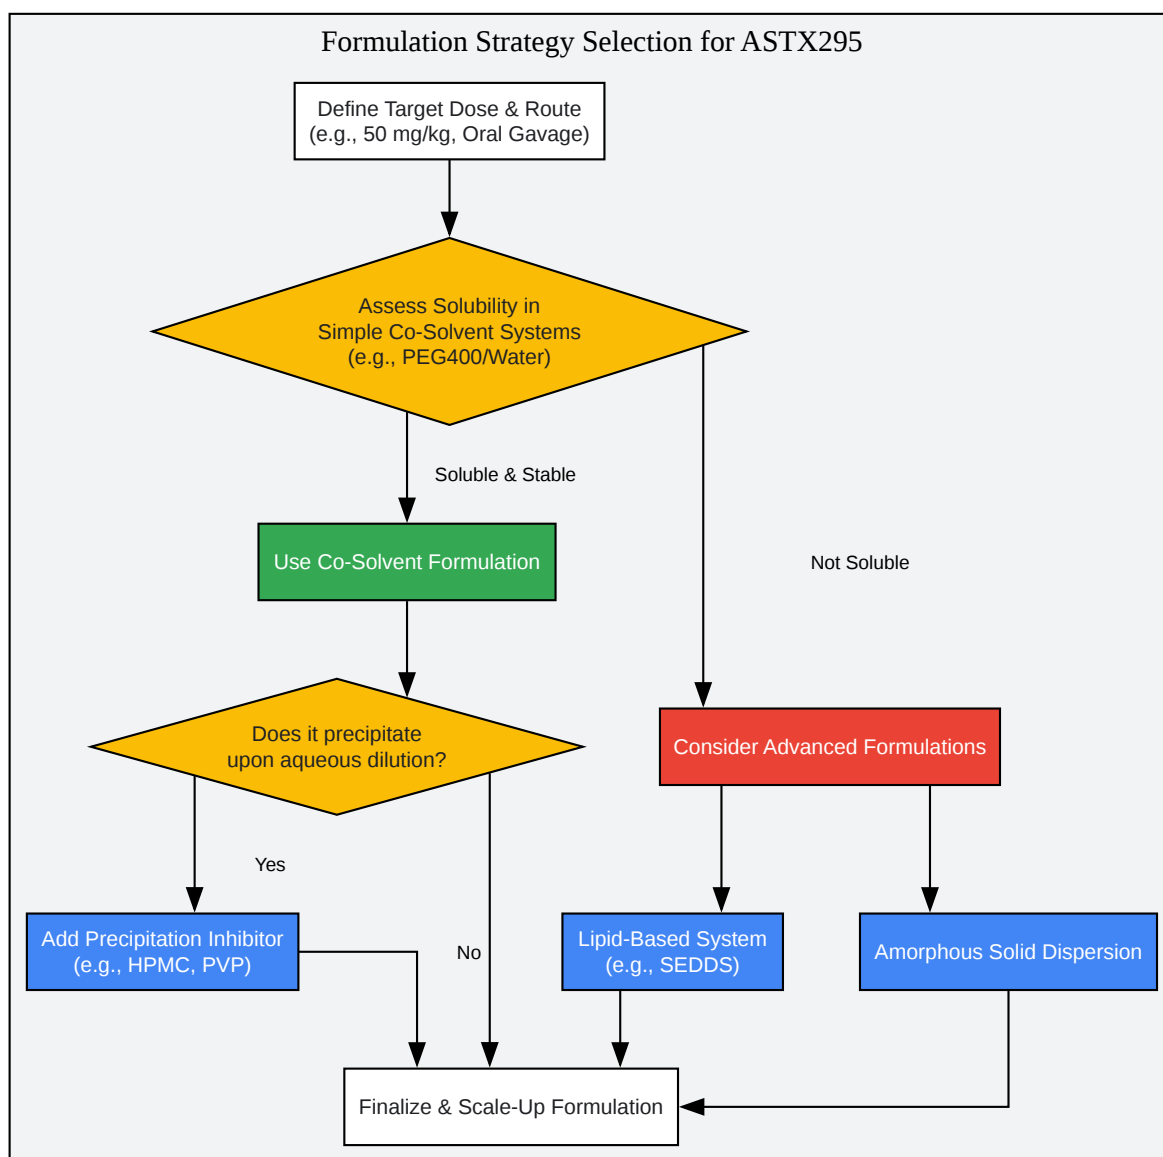 Formulation Strategy Selection for ASTX295
Define Target Dose & Route
(e.g., 50 mg/kg, Oral Gavage)
Assess Solubility in
Simple Co-Solvent Systems
(e.g., PEG400/Water)
Soluble & Stable
Use Co-Solvent Formulation
Not Soluble
Does it precipitate
upon aqueous dilution?
Consider Advanced Formulations
Yes
Add Precipitation Inhibitor
(e.g., HPMC, PVP)
No
Lipid-Based System
(e.g., SEDDS)
Amorphous Solid Dispersion
Finalize & Scale-Up Formulation